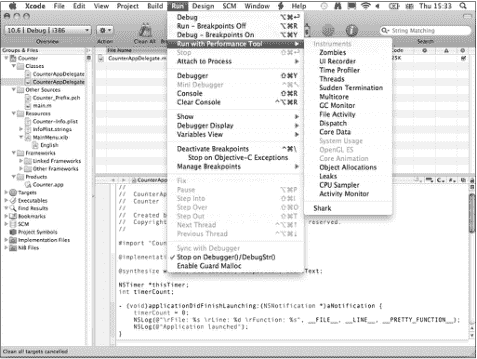 Xcode File Edit View Project Build Run Design SCM Window Help Thu 15:33
10.6 | Debug | i386
Overview Action Clean All
String Matching
Search
Groups & Files
File Name
Code
Counter
CounterAppDelegate.m
Classes
CounterAppDelegate
CounterAppDelegate
Other Sources
Counter_Prefix.pch
main.m
Resources
Counter-Info.plist
InfoPlist.strings
MainMenu.xib
English
Frameworks
Linked Frameworks
Other Frameworks
Products
Counter.app
Targets
Executables
Find Results
Bookmarks
SCM
Project Symbols
Implementation Files
NIB Files
Debug
Run – Breakpoints Off
Debug – Breakpoints On
Run with Performance Tool
Stop
Attach to Process
Debugger
Mini Debugger
Console
Clear Console
Show
Debugger Display
Variables View
Deactivate Breakpoints
Stop on Objective-C Exceptions
Manage Breakpoints
Fix
Pause
Step Into
Step Over
Step Out
Next Thread
Previous Thread
Sync with Debugger
✓ Stop on Debugger()/DebugStr()
Enable Guard Malloc
Instruments
Zombies
UI Recorder
Time Profiler
Threads
Sudden Termination
Multicore
GC Monitor
File Activity
Dispatch
Core Data
System Usage
OpenGL ES
Core Animation
Object Allocations
Leaks
CPU Sampler
Activity Monitor
Shark
//
// CounterAp
// Counter
//
// Created b
// Copyright reserved.
//
#import "Coun
@implementati
@synthesize Text;
NSTimer *thisTimer;
int timerCount;
- (void)applicationDidFinishLaunching:(NSNotification *)aNotification {
timerCount = 0;
NSLog(@"\rFile: %s \rLine: %d \rFunction: %s", __FILE__, __LINE__, __PRETTY_FUNCTION__);
NSLog(@"Application launched");
}
Clean all targets cancelled